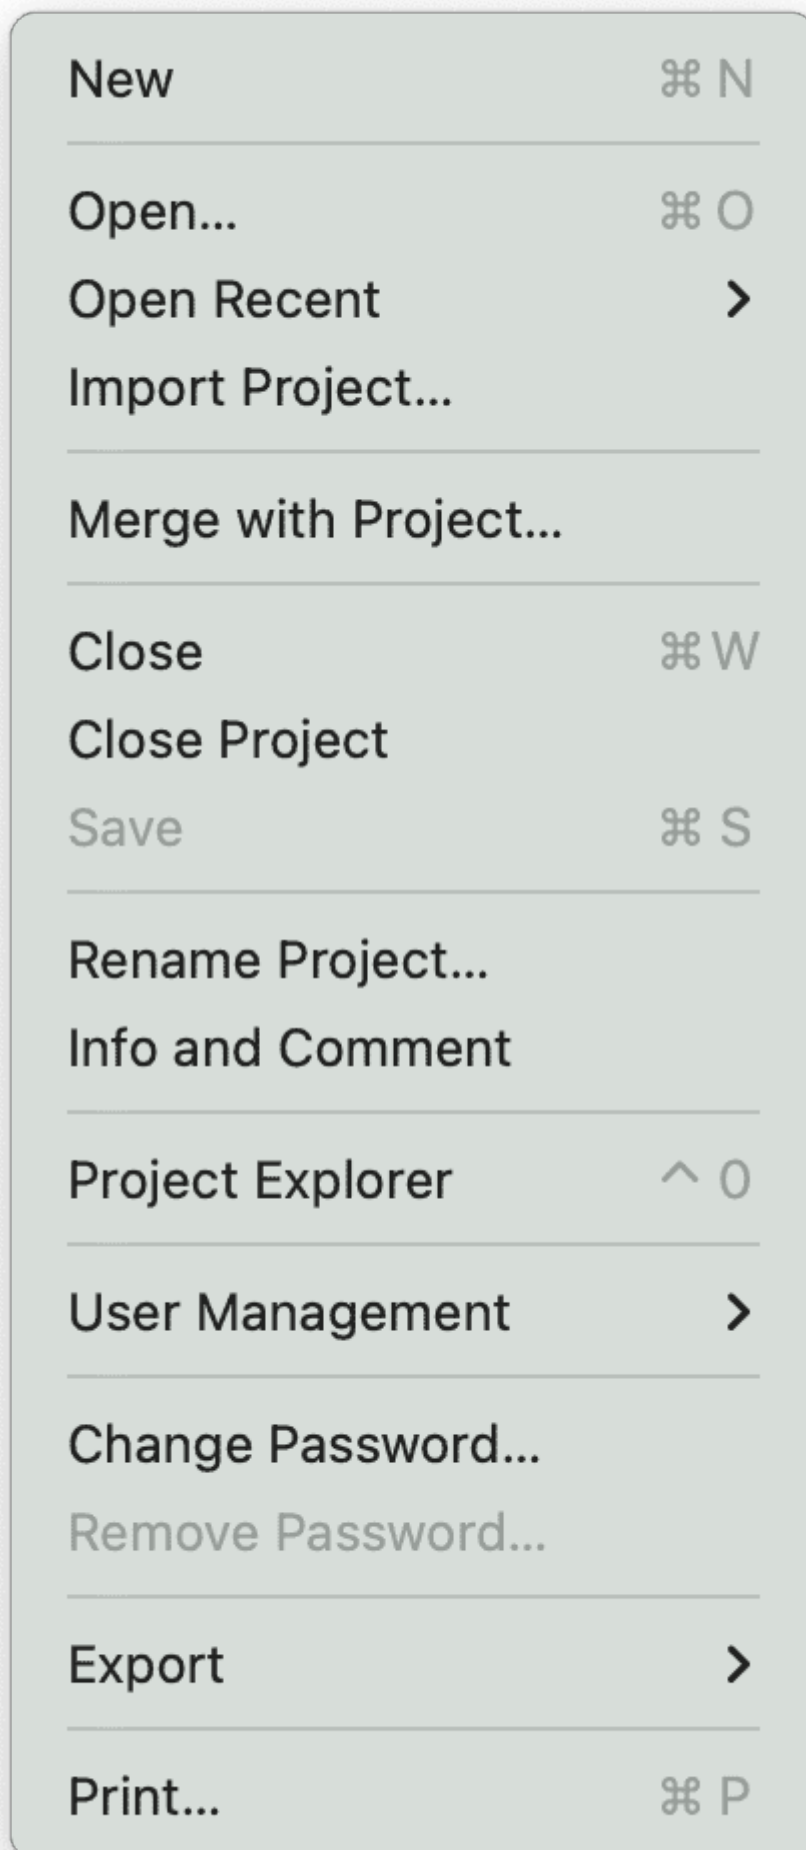 New ⌘ N
Open... ⌘ O
Open Recent >
Import Project...
Merge with Project...
Close ⌘ W
Close Project
Save ⌘ S
Rename Project...
Info and Comment
Project Explorer ^ 0
User Management >
Change Password...
Remove Password...
Export >
Print... ⌘ P